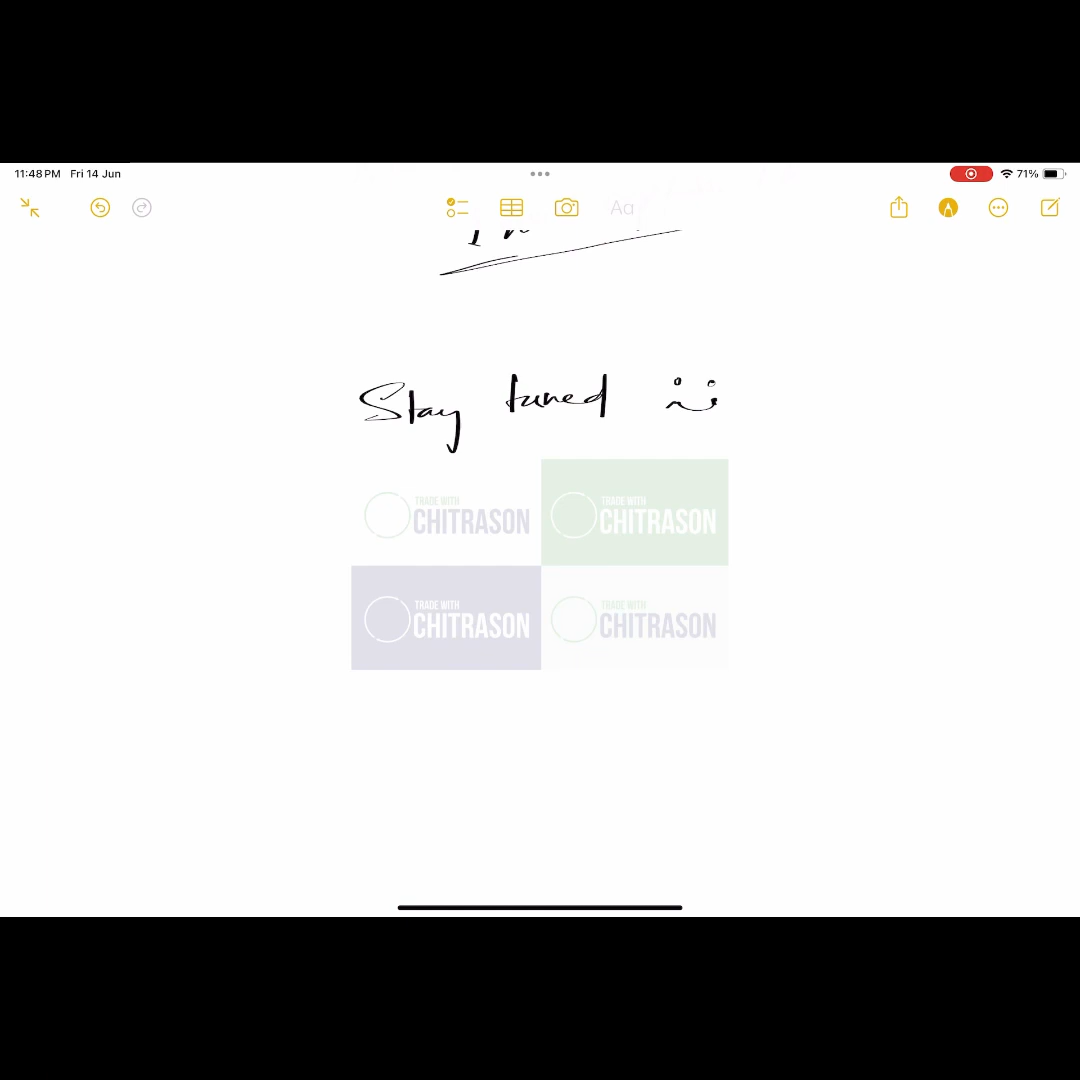 11:48 PM Fri 14 Jun
71%
Aa
Stay tuned
TRADE WITH
CHITRASON
TRADE WITH
CHITRASON
TRADE WITH
CHITRASON
TRADE WITH
CHITRASON